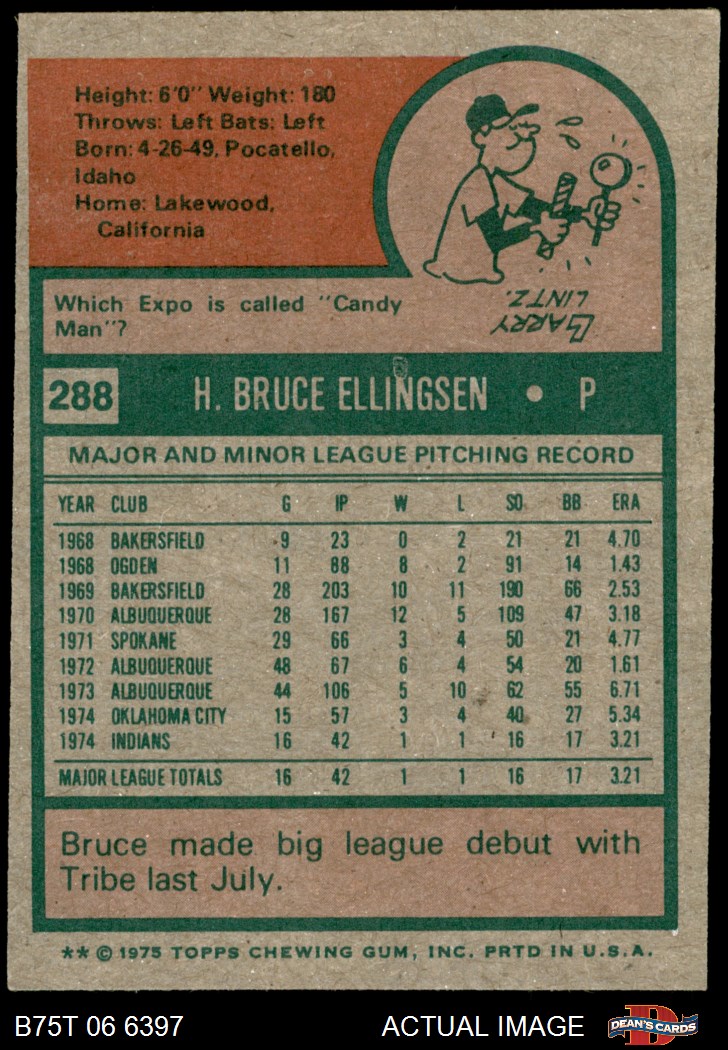 Height: 6'0" Weight: 180
Throws: Left Bats: Left
Born: 4-26-49, Pocatello,
Idaho
Home: Lakewood,
California
Which Expo is called "Candy
Man"?
LARRY
LINTZ.
288 H. BRUCE ELLINGSEN • P
MAJOR AND MINOR LEAGUE PITCHING RECORD
YEAR CLUB G IP W L SO BB ERA
1968 BAKERSFIELD 9 23 0 2 21 21 4.70
1968 OGDEN 11 88 8 2 91 14 1.43
1969 BAKERSFIELD 28 203 10 11 190 66 2.53
1970 ALBUQUERQUE 28 167 12 5 109 47 3.18
1971 SPOKANE 29 66 3 4 50 21 4.77
1972 ALBUQUERQUE 48 67 6 4 54 20 1.61
1973 ALBUQUERQUE 44 106 5 10 62 55 6.71
1974 OKLAHOMA CITY 15 57 3 4 40 27 5.34
1974 INDIANS 16 42 1 1 16 17 3.21
MAJOR LEAGUE TOTALS 16 42 1 1 16 17 3.21
Bruce made big league debut with
Tribe last July.
** © 1975 TOPPS CHEWING GUM, INC. PRTD IN U.S.A.
B75T 06 6397 ACTUAL IMAGE D DEAN'S CARDS